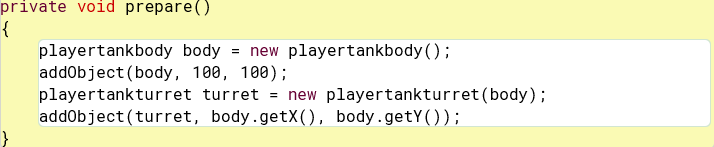 private void prepare()
{
playertankbody body = new playertankbody();
addObject(body, 100, 100);
playertankturret turret = new playertankturret(body);
addObject(turret, body.getX(), body.getY());
}